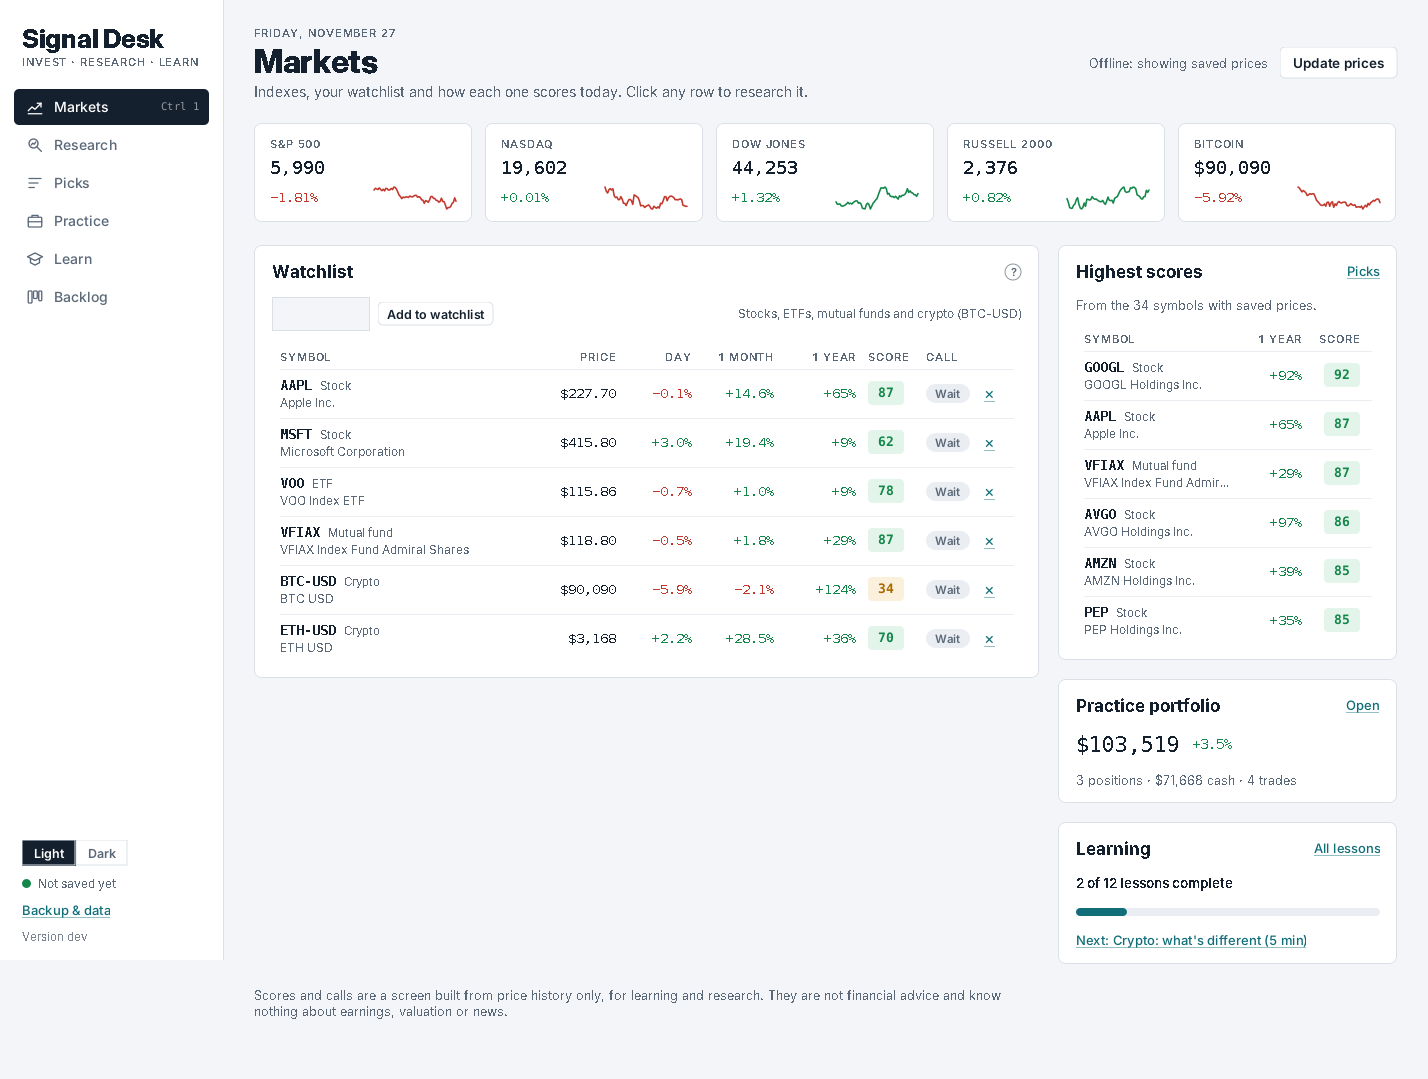 Signal Desk
INVEST · RESEARCH · LEARN
Markets Ctrl 1
Research
Picks
Practice
Learn
Backlog
Light Dark
Not saved yet
Backup & data
Version dev
FRIDAY, NOVEMBER 27
Markets
Indexes, your watchlist and how each one scores today. Click any row to research it.
Offline: showing saved prices
Update prices
S&P 500
5,990
−1.81%
NASDAQ
19,602
+0.01%
DOW JONES
44,253
+1.32%
RUSSELL 2000
2,376
+0.82%
BITCOIN
$90,090
−5.92%
Watchlist ?
Add to watchlist Stocks, ETFs, mutual funds and crypto (BTC-USD)
SYMBOL PRICE DAY 1 MONTH 1 YEAR SCORE CALL
AAPL Stock $227.70 −0.1% +14.6% +65% 87 Wait ×
Apple Inc.
MSFT Stock $415.80 +3.0% +19.4% +9% 62 Wait ×
Microsoft Corporation
VOO ETF $115.86 −0.7% +1.0% +9% 78 Wait ×
VOO Index ETF
VFIAX Mutual fund $118.80 −0.5% +1.8% +29% 87 Wait ×
VFIAX Index Fund Admiral Shares
BTC-USD Crypto $90,090 −5.9% −2.1% +124% 34 Wait ×
BTC USD
ETH-USD Crypto $3,168 +2.2% +28.5% +36% 70 Wait ×
ETH USD
Highest scores Picks
From the 34 symbols with saved prices.
SYMBOL 1 YEAR SCORE
GOOGL Stock +92% 92
GOOGL Holdings Inc.
AAPL Stock +65% 87
Apple Inc.
VFIAX Mutual fund +29% 87
VFIAX Index Fund Admir...
AVGO Stock +97% 86
AVGO Holdings Inc.
AMZN Stock +39% 85
AMZN Holdings Inc.
PEP Stock +35% 85
PEP Holdings Inc.
Practice portfolio Open
$103,519 +3.5%
3 positions · $71,668 cash · 4 trades
Learning All lessons
2 of 12 lessons complete
Next: Crypto: what's different (5 min)
Scores and calls are a screen built from price history only, for learning and research. They are not financial advice and know
nothing about earnings, valuation or news.